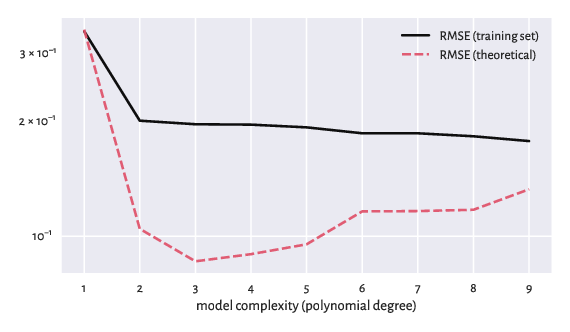 RMSE (training set)
RMSE (theoretical)
3 × 10⁻¹
2 × 10⁻¹
10⁻¹
1 2 3 4 5 6 7 8 9
model complexity (polynomial degree)